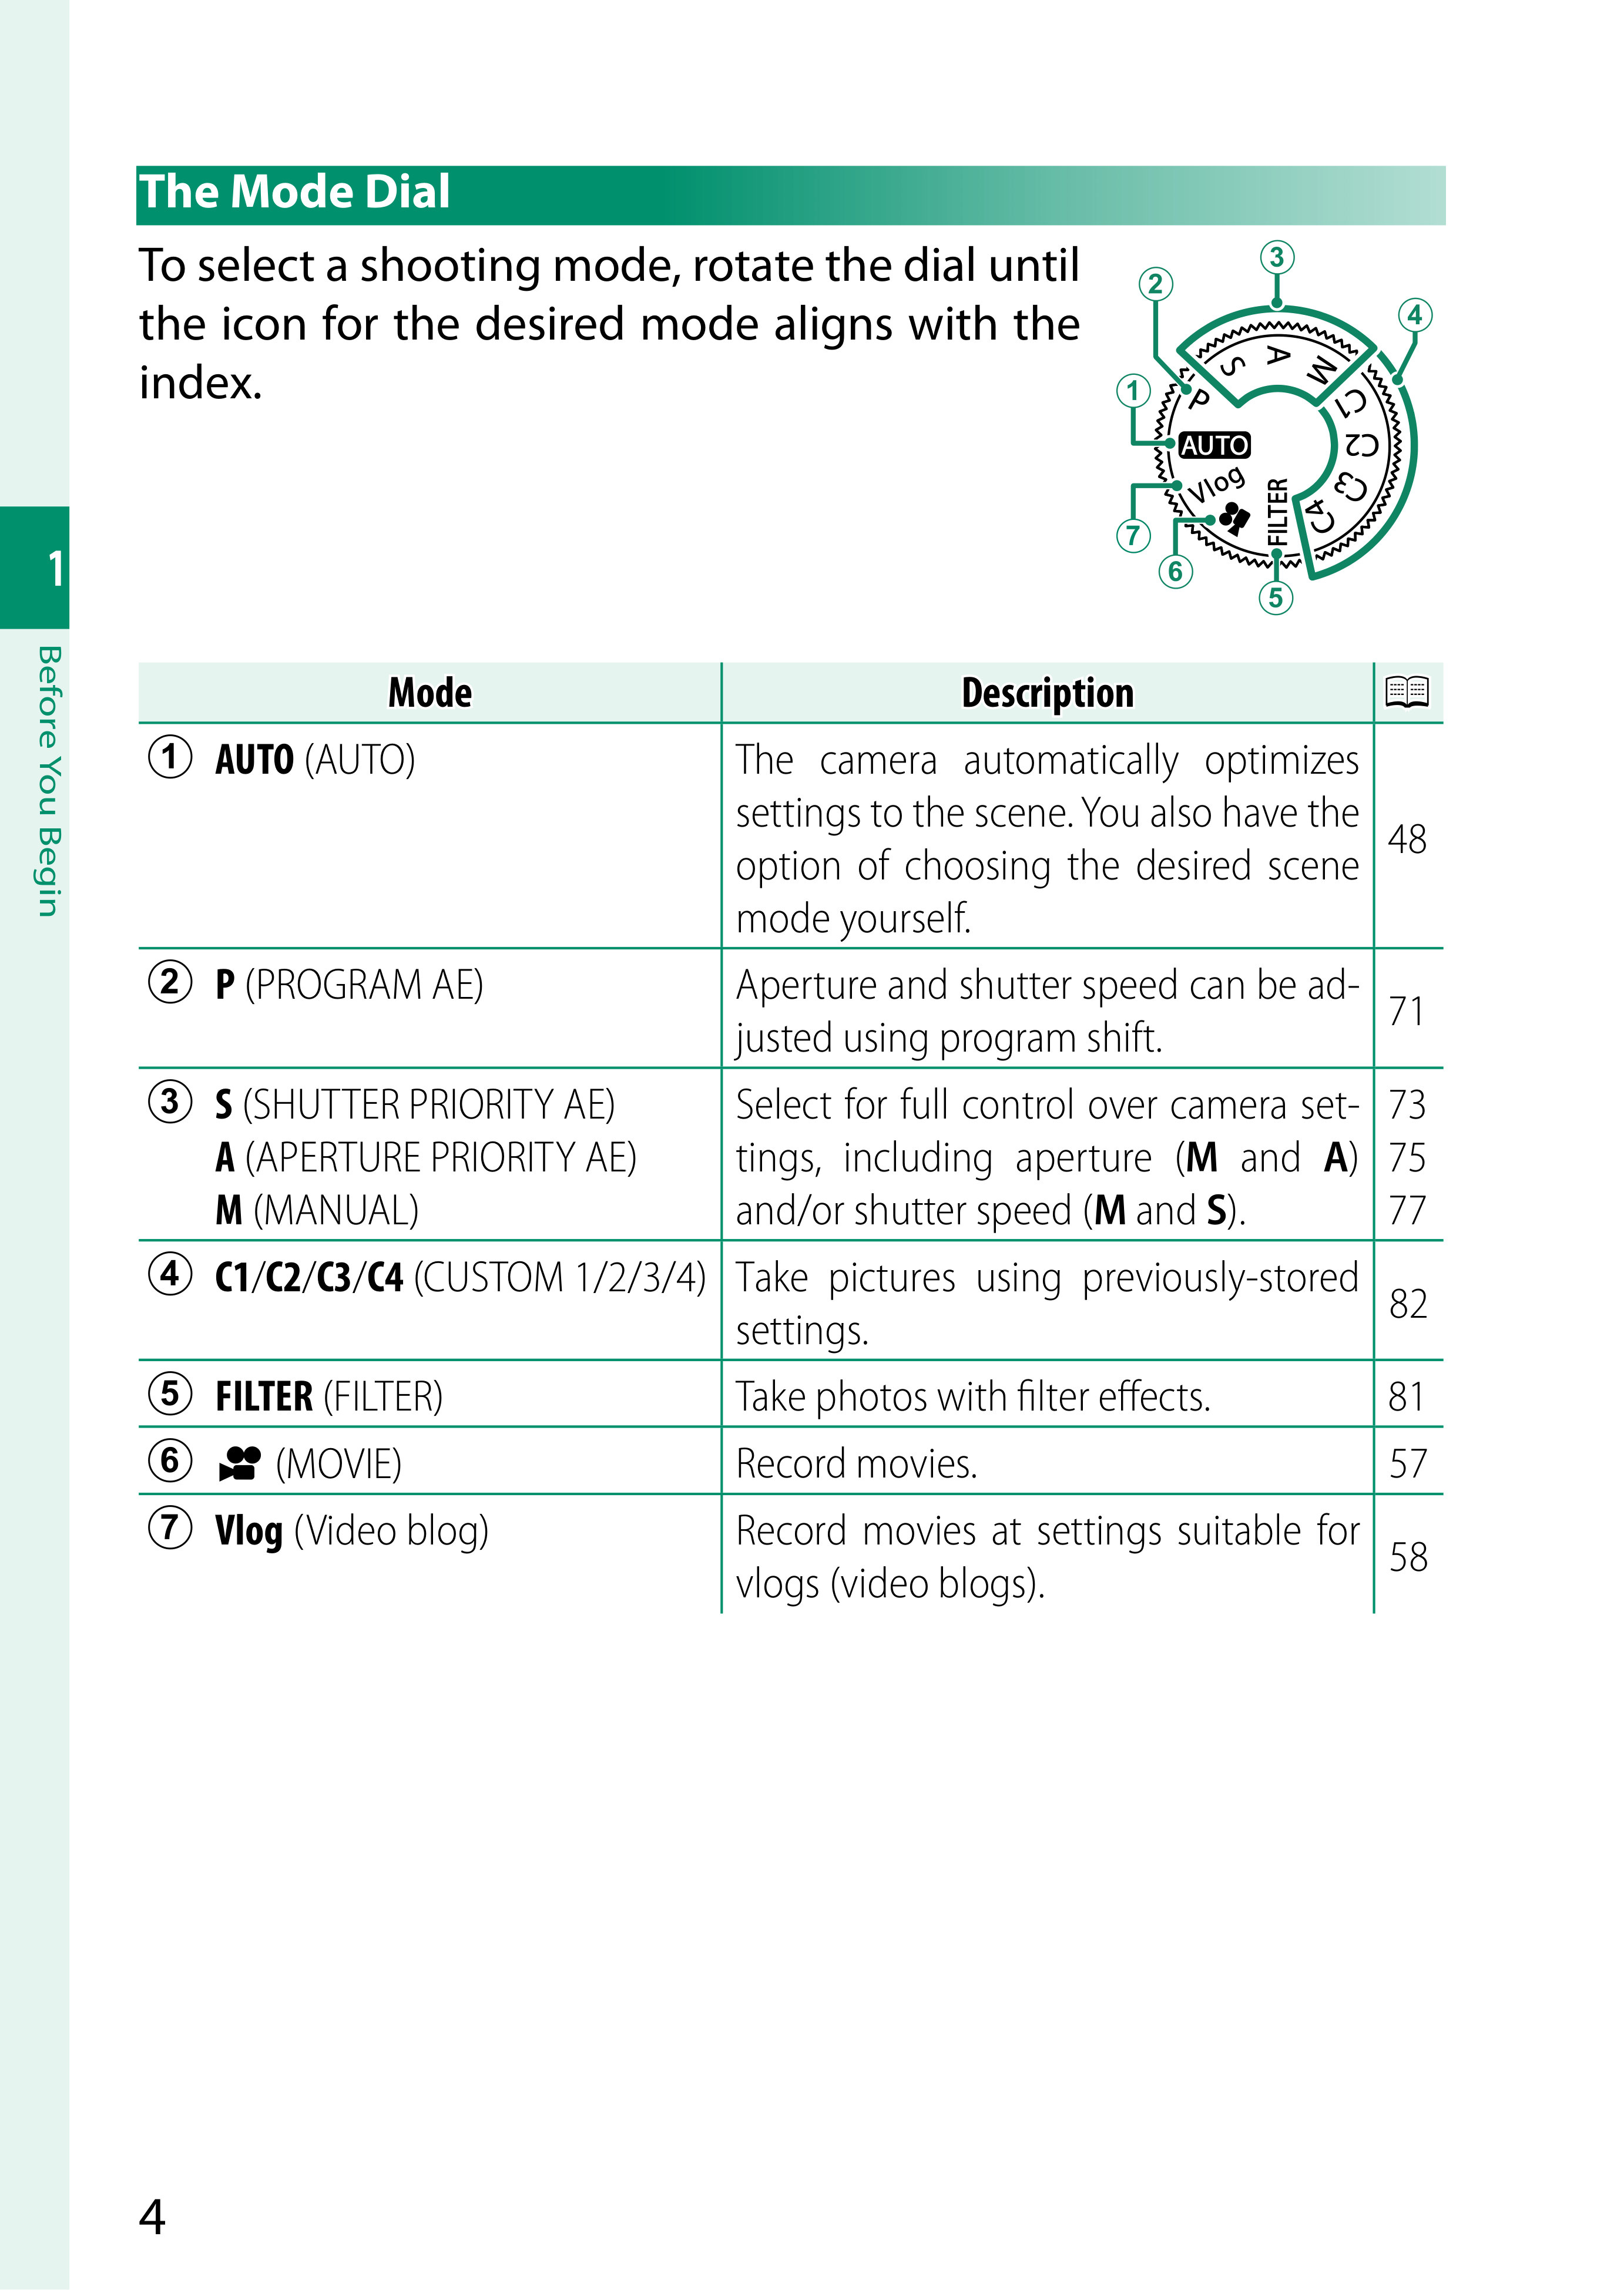 The Mode Dial
To select a shooting mode, rotate the dial until
the icon for the desired mode aligns with the
index.
1
2
3
4
5
6
7
P
S
A
M
C1
C2
C3
C4
FILTER
Vlog
AUTO
1
Before You Begin
Mode Description
① AUTO (AUTO)
The camera automatically optimizes
settings to the scene. You also have the
option of choosing the desired scene
mode yourself.
48
② P (PROGRAM AE)
Aperture and shutter speed can be ad-
justed using program shift.
71
③ S (SHUTTER PRIORITY AE)
A (APERTURE PRIORITY AE)
M (MANUAL)
Select for full control over camera set-
tings, including aperture (M and A)
and/or shutter speed (M and S).
73
75
77
④ C1/C2/C3/C4 (CUSTOM 1/2/3/4)
Take pictures using previously-stored
settings.
82
⑤ FILTER (FILTER)
Take photos with filter effects.
81
⑥ (MOVIE)
Record movies.
57
⑦ Vlog (Video blog)
Record movies at settings suitable for
vlogs (video blogs).
58
4